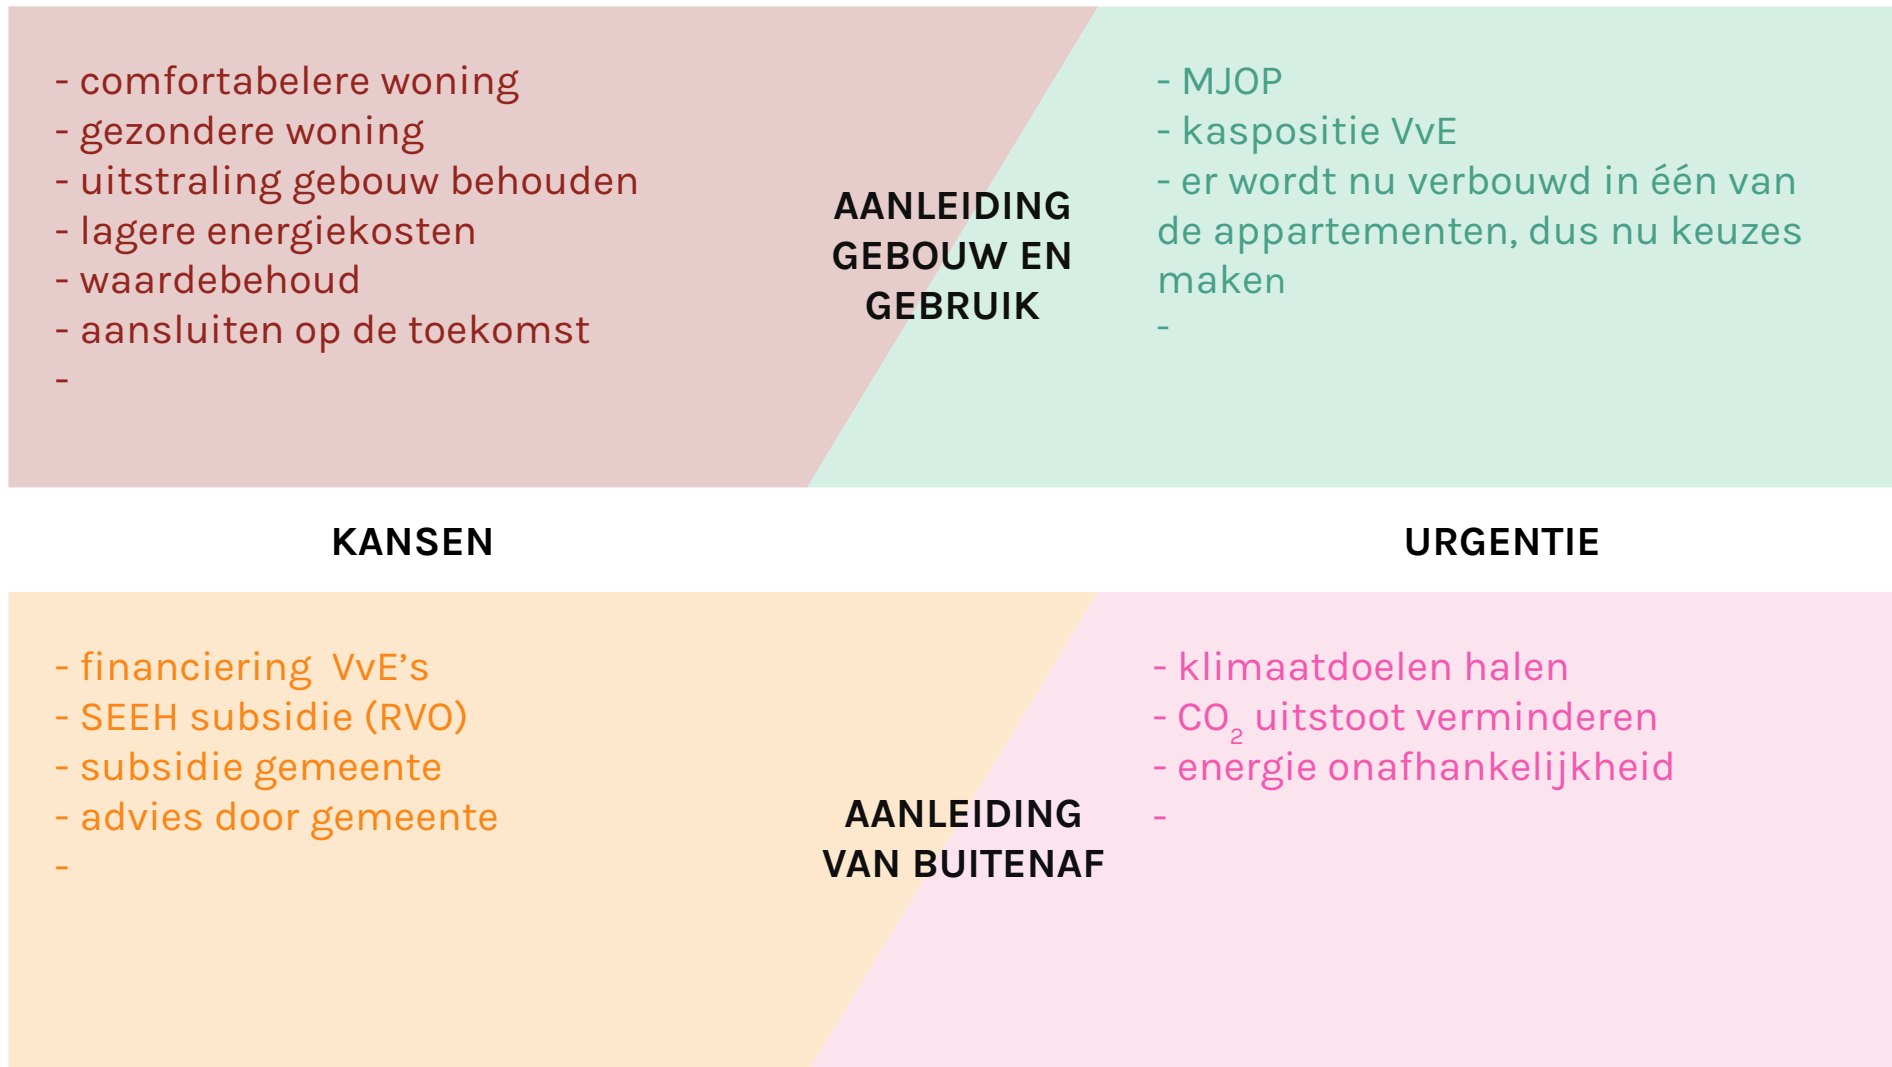 - comfortabelere woning
- gezondere woning
- uitstraling gebouw behouden
- lagere energiekosten
- waardebehoud
- aansluiten op de toekomst
-
AANLEIDING
GEBOUW EN
GEBRUIK
- MJOP
- kaspositie VvE
- er wordt nu verbouwd in één van
de appartementen, dus nu keuzes
maken
-
KANSEN
URGENTIE
- financiering  VvE’s
- SEEH subsidie (RVO)
- subsidie gemeente
- advies door gemeente
-
AANLEIDING
VAN BUITENAF
- klimaatdoelen halen
- CO₂ uitstoot verminderen
- energie onafhankelijkheid
-